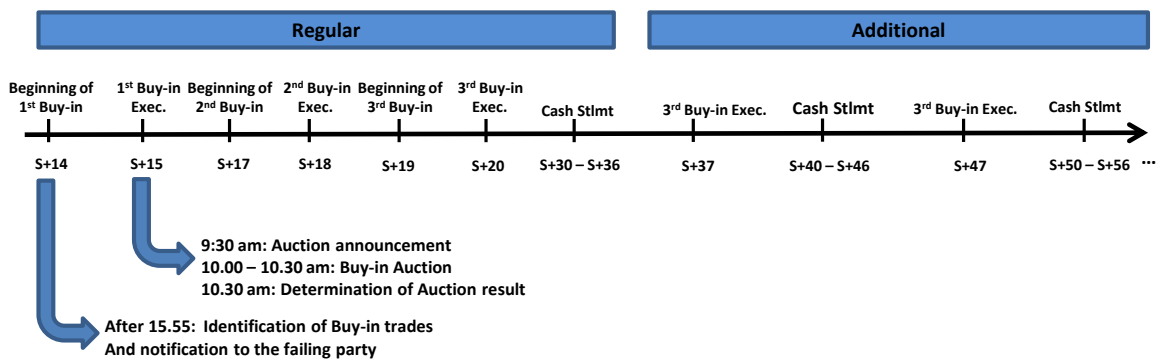 Regular
Additional
Beginning of
1st Buy-in
1st Buy-in
Exec.
Beginning of
2nd Buy-in
2nd Buy-in
Exec.
Beginning of
3rd Buy-in
3rd Buy-in
Exec.
Cash Stlmt
3rd Buy-in Exec.
Cash Stlmt
3rd Buy-in Exec.
Cash Stlmt
S+14
S+15
S+17
S+18
S+19
S+20
S+30 – S+36
S+37
S+40 – S+46
S+47
S+50 – S+56
...
9:30 am: Auction announcement
10.00 – 10.30 am: Buy-in Auction
10.30 am: Determination of Auction result
After 15.55: Identification of Buy-in trades
And notification to the failing party